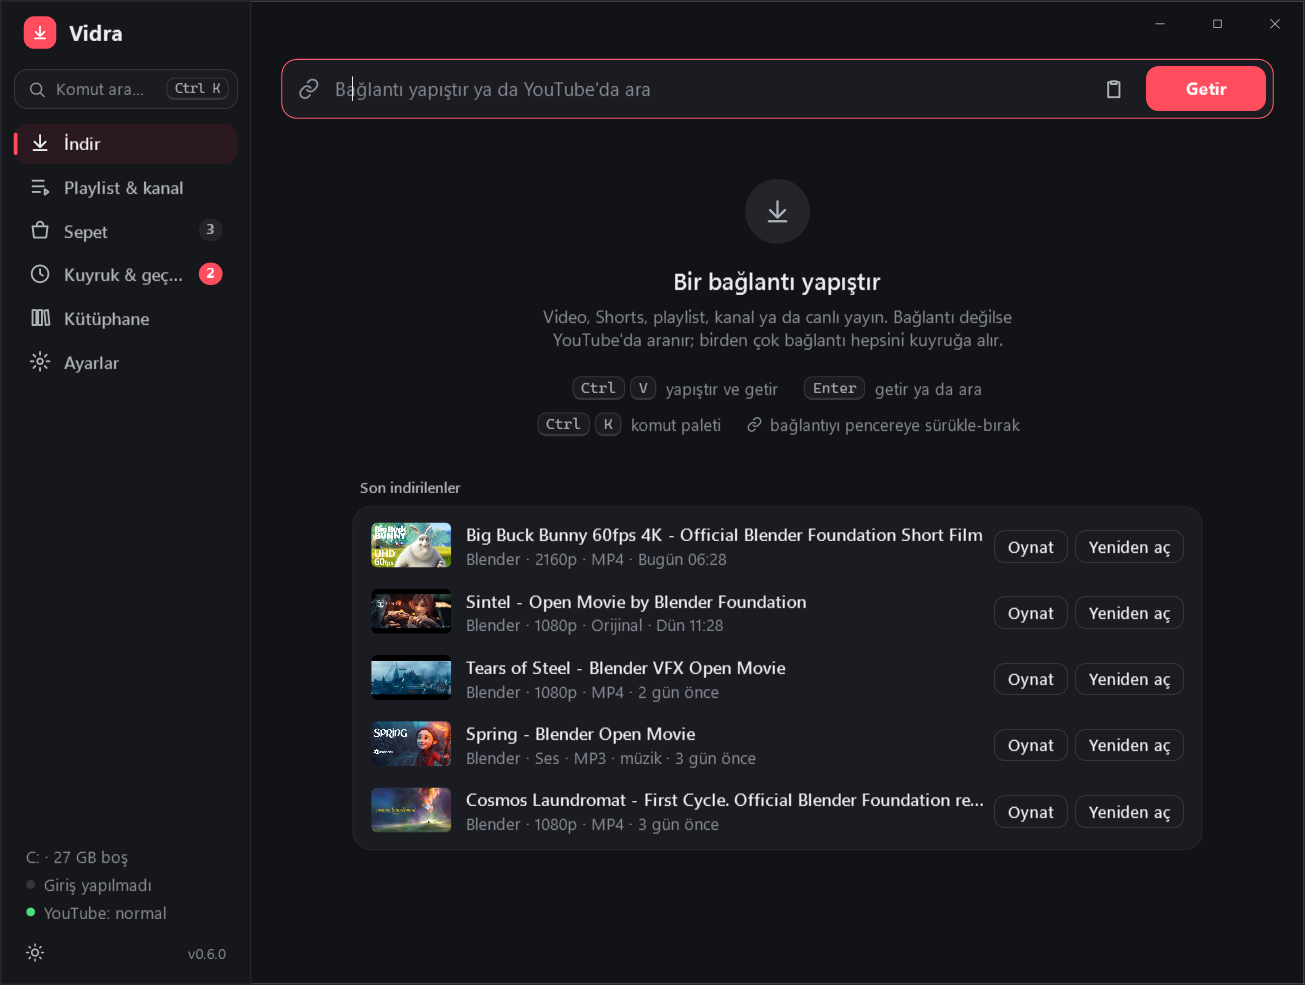 Vidra
Komut ara... Ctrl K
İndir
Playlist & kanal
Sepet 3
Kuyruk & geç... 2
Kütüphane
Ayarlar
C: · 27 GB boş
Giriş yapılmadı
YouTube: normal
v0.6.0
Bağlantı yapıştır ya da YouTube'da ara
Getir
Bir bağlantı yapıştır
Video, Shorts, playlist, kanal ya da canlı yayın. Bağlantı değilse
YouTube'da aranır; birden çok bağlantı hepsini kuyruğa alır.
Ctrl V yapıştır ve getir Enter getir ya da ara
Ctrl K komut paleti bağlantıyı pencereye sürükle-bırak
Son indirilenler
Big Buck BUNNY
UHD
60fps
Big Buck Bunny 60fps 4K - Official Blender Foundation Short Film
Blender · 2160p · MP4 · Bugün 06:28
Oynat Yeniden aç
Sintel - Open Movie by Blender Foundation
Blender · 1080p · Orijinal · Dün 11:28
Oynat Yeniden aç
Tears of Steel - Blender VFX Open Movie
Blender · 1080p · MP4 · 2 gün önce
Oynat Yeniden aç
SPRING
Spring - Blender Open Movie
Blender · Ses · MP3 · müzik · 3 gün önce
Oynat Yeniden aç
Cosmos Laundromat - First Cycle. Official Blender Foundation re...
Blender · 1080p · MP4 · 3 gün önce
Oynat Yeniden aç